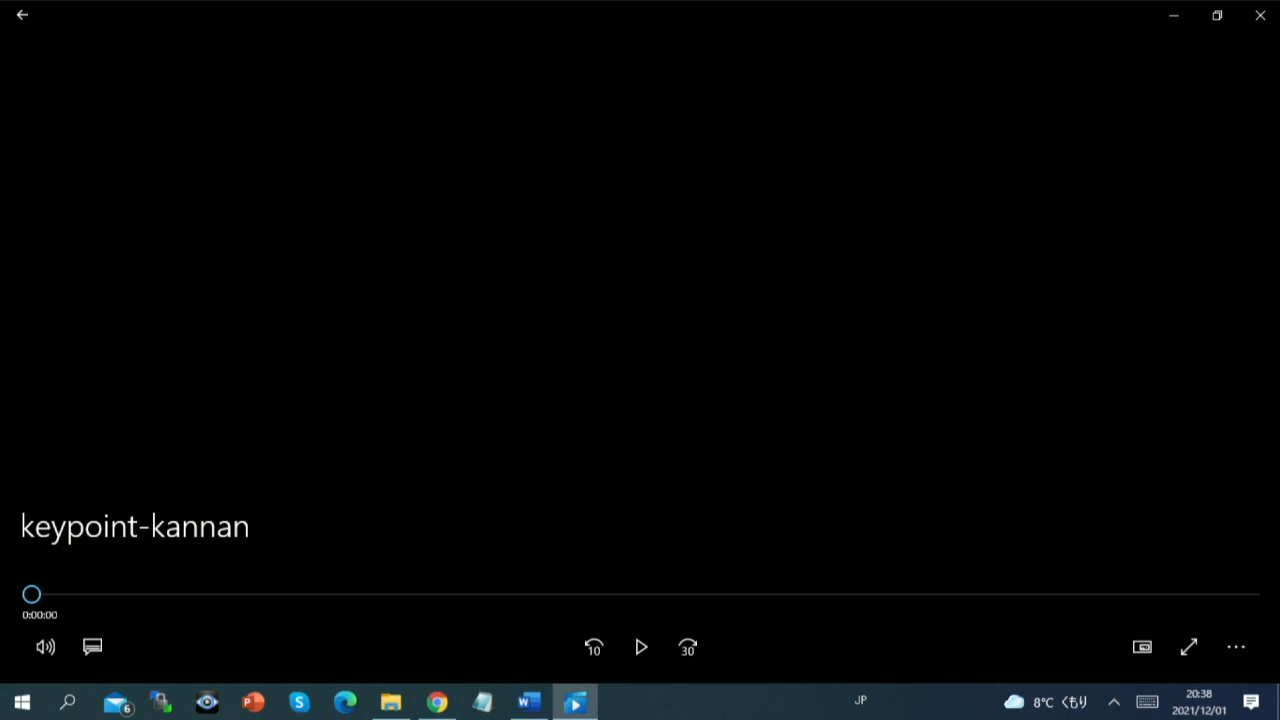 keypoint-kannan
0:00:00
10
30
6
JP
8°C くもり
20:38
2021/12/01